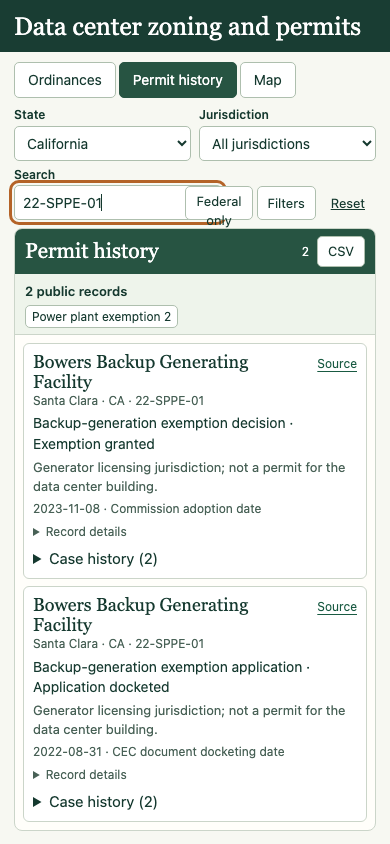 Data center zoning and permits
Ordinances
Permit history
Map
State
Jurisdiction
California
All jurisdictions
Search
22-SPPE-01
Federal
only
Filters
Reset
Permit history
2
CSV
2 public records
Power plant exemption 2
Bowers Backup Generating
Facility
Source
Santa Clara · CA · 22-SPPE-01
Backup-generation exemption decision ·
Exemption granted
Generator licensing jurisdiction; not a permit for the
data center building.
2023-11-08 · Commission adoption date
Record details
Case history (2)
Bowers Backup Generating
Facility
Source
Santa Clara · CA · 22-SPPE-01
Backup-generation exemption application ·
Application docketed
Generator licensing jurisdiction; not a permit for the
data center building.
2022-08-31 · CEC document docketing date
Record details
Case history (2)